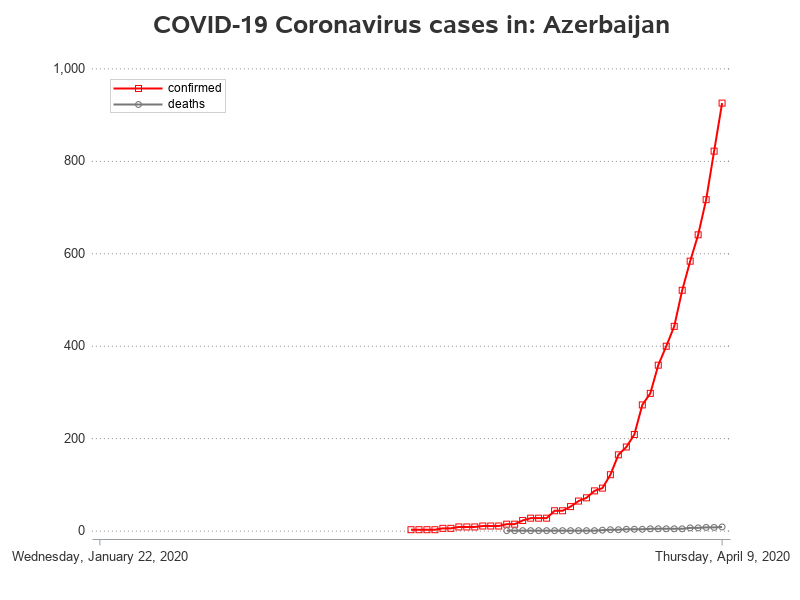 COVID-19 Coronavirus cases in: Azerbaijan
1,000
confirmed
deaths
800
600
400
200
0
Wednesday, January 22, 2020
Thursday, April 9, 2020